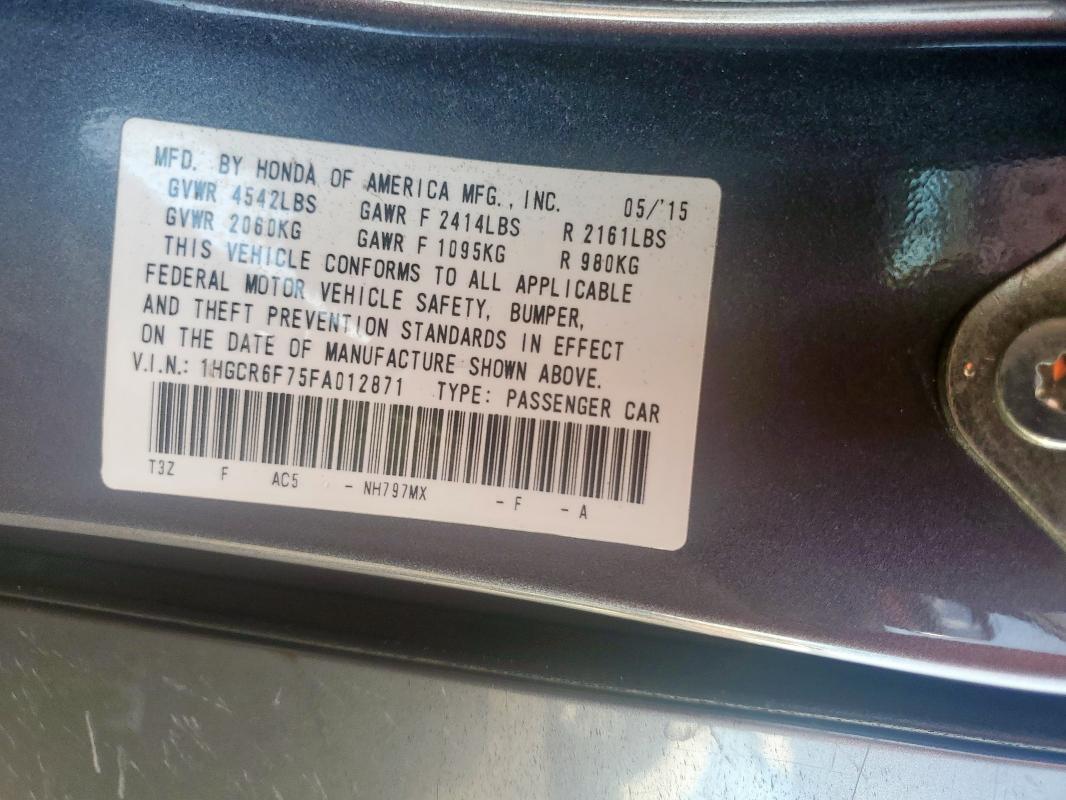 MFD. BY HONDA OF AMERICA MFG., INC. 05/'15
GVWR 4542LBS GAWR F 2414LBS R 2161LBS
GVWR 2060KG GAWR F 1095KG R 980KG
THIS VEHICLE CONFORMS TO ALL APPLICABLE
FEDERAL MOTOR VEHICLE SAFETY, BUMPER,
AND THEFT PREVENTION STANDARDS IN EFFECT
ON THE DATE OF MANUFACTURE SHOWN ABOVE.
V.I.N.: 1HGCR6F75FA012871 TYPE: PASSENGER CAR
T3Z F AC5 - NH797MX - F - A